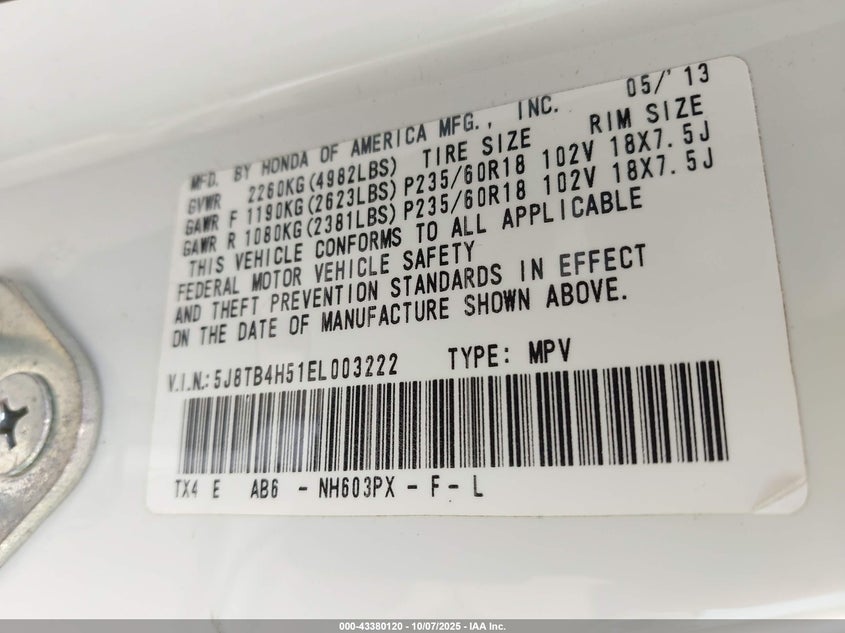 MFD. BY HONDA OF AMERICA MFG., INC. 05/'13
GVWR 2260KG(4982LBS) TIRE SIZE RIM SIZE
GAWR F 1190KG(2623LBS) P235/60R18 102V 18X7.5J
GAWR R 1080KG(2381LBS) P235/60R18 102V 18X7.5J
THIS VEHICLE CONFORMS TO ALL APPLICABLE
FEDERAL MOTOR VEHICLE SAFETY
AND THEFT PREVENTION STANDARDS IN EFFECT
ON THE DATE OF MANUFACTURE SHOWN ABOVE.
V.I.N.: 5J8TB4H51EL003222 TYPE: MPV
TX4 E AB6 - NH603PX - F - L
000-43380120 - 10/07/2025 - IAA Inc.